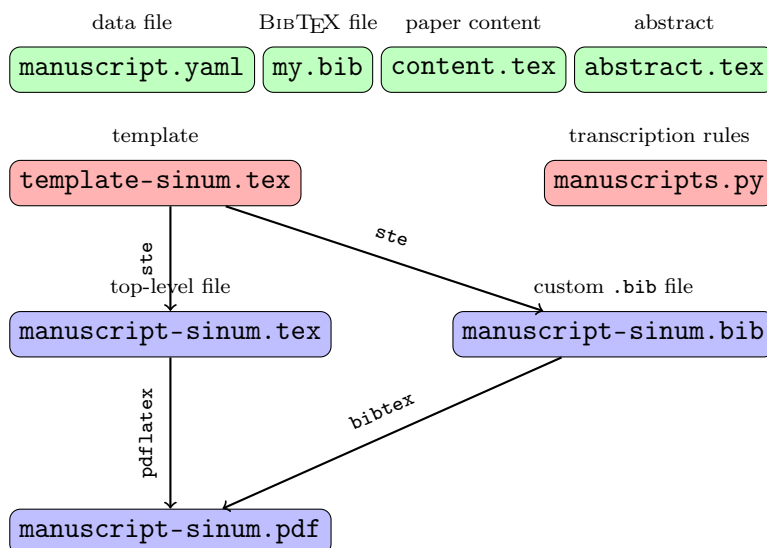 data file BIBTEX file paper content abstract
manuscript.yaml my.bib content.tex abstract.tex
template transcription rules
template-sinum.tex manuscripts.py
ste ste
top-level file custom .bib file
manuscript-sinum.tex manuscript-sinum.bib
pdflatex bibtex
manuscript-sinum.pdf